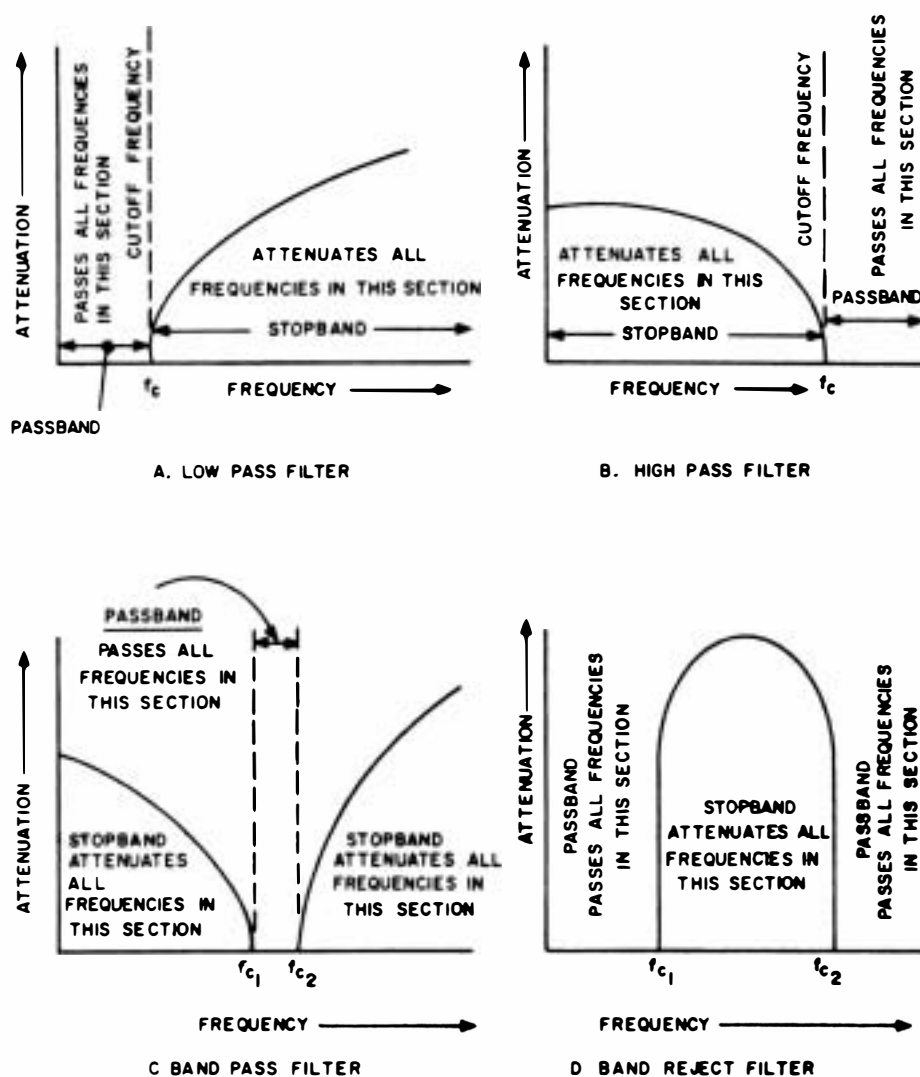 ATTENUATION
PASSES ALL FREQUENCIES
IN THIS SECTION
CUTOFF FREQUENCY
ATTENUATES ALL
FREQUENCIES IN THIS SECTION
STOPBAND
fc
FREQUENCY
PASSBAND
A. LOW PASS FILTER
ATTENUATION
ATTENUATES ALL
FREQUENCIES IN THIS
SECTION
STOPBAND
CUTOFF FREQUENCY
PASSES ALL FREQUENCIES
IN THIS SECTION
PASSBAND
FREQUENCY
fc
B. HIGH PASS FILTER
PASSBAND
PASSES ALL
FREQUENCIES IN
THIS SECTION
ATTENUATION
STOPBAND
ATTENUATES
ALL
FREQUENCIES IN
THIS SECTION
STOPBAND
ATTENUATES ALL
FREQUENCIES IN
THIS SECTION
fc1
fc2
FREQUENCY
C BAND PASS FILTER
ATTENUATION
PASSBAND
PASSES ALL FREQUENCIES
IN THIS SECTION
STOPBAND
ATTENUATES ALL
FREQUENCIES IN
THIS SECTION
PASSBAND
PASSES ALL FREQUENCIES
IN THIS SECTION
fc1
fc2
FREQUENCY
D BAND REJECT FILTER